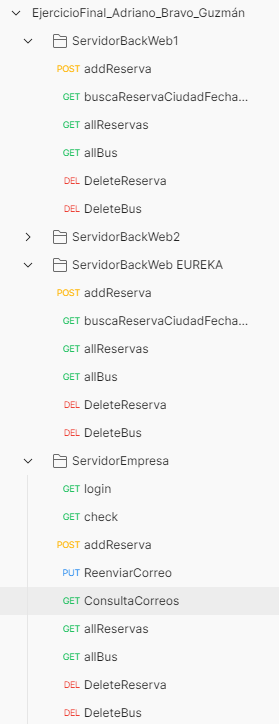 EjercicioFinal_Adriano_Bravo_Guzmán
ServidorBackWeb1
POST addReserva
GET buscaReservaCiudadFecha...
GET allReservas
GET allBus
DEL DeleteReserva
DEL DeleteBus
ServidorBackWeb2
ServidorBackWeb EUREKA
POST addReserva
GET buscaReservaCiudadFecha...
GET allReservas
GET allBus
DEL DeleteReserva
DEL DeleteBus
ServidorEmpresa
GET login
GET check
POST addReserva
PUT ReenviarCorreo
GET ConsultaCorreos
GET allReservas
GET allBus
DEL DeleteReserva
DEL DeleteBus